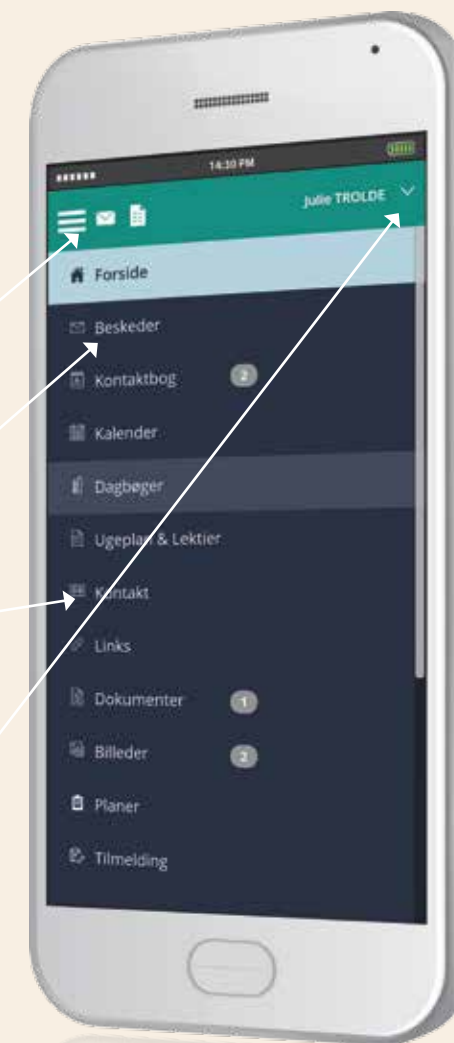 14:30 PM
Julie TROLDE
Forside
Beskeder
Kontaktbog 2
Kalender
Dagbøger
Ugeplan & Lektier
Kontakt
Links
Dokumenter 1
Billeder 2
Planer
Tilmelding